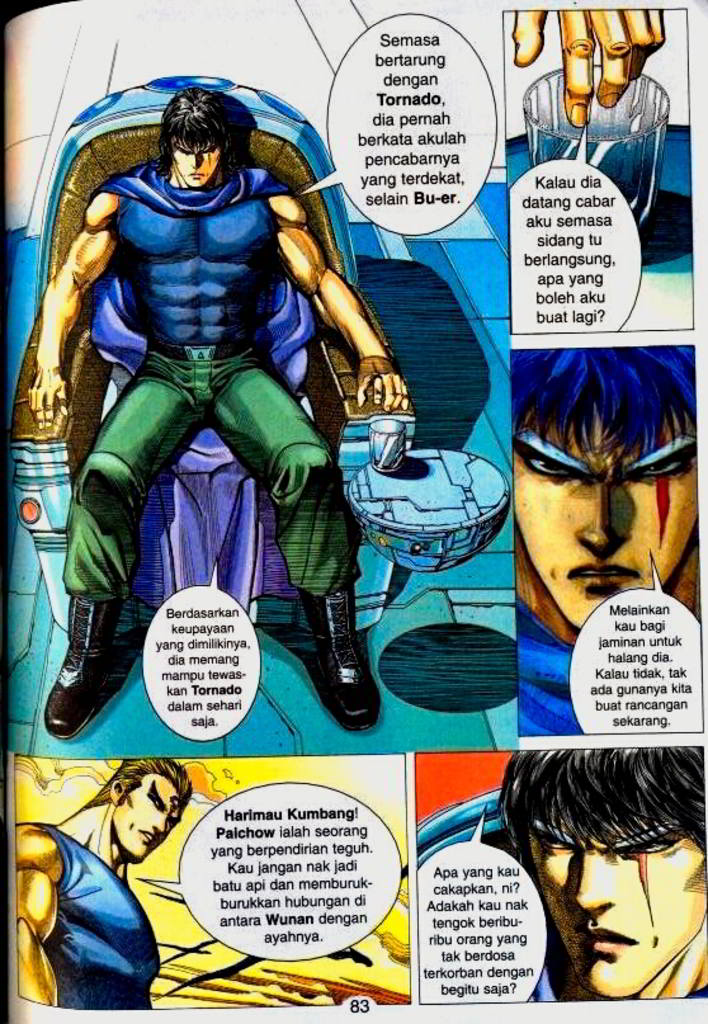 Semasa
bertarung
dengan
Tornado,
dia pernah
berkata akulah
pencabarnya
yang terdekat,
selain Bu-er.
Kalau dia
datang cabar
aku semasa
sidang tu
berlangsung,
apa yang
boleh aku
buat lagi?
Berdasarkan
keupayaan
yang dimilikinya,
dia memang
mampu tewas-
kan Tornado
dalam sehari
saja.
Melainkan
kau bagi
jaminan untuk
halang dia.
Kalau tidak, tak
ada gunanya kita
buat rancangan
sekarang.
Harimau Kumbang!
Paichow ialah seorang
yang berpendirian teguh.
Kau jangan nak jadi
batu api dan memburuk-
burukkan hubungan di
antara Wunan dengan
ayahnya.
Apa yang kau
cakapkan, ni?
Adakah kau nak
tengok beribu-
ribu orang yang
tak berdosa
terkorban dengan
begitu saja?
83